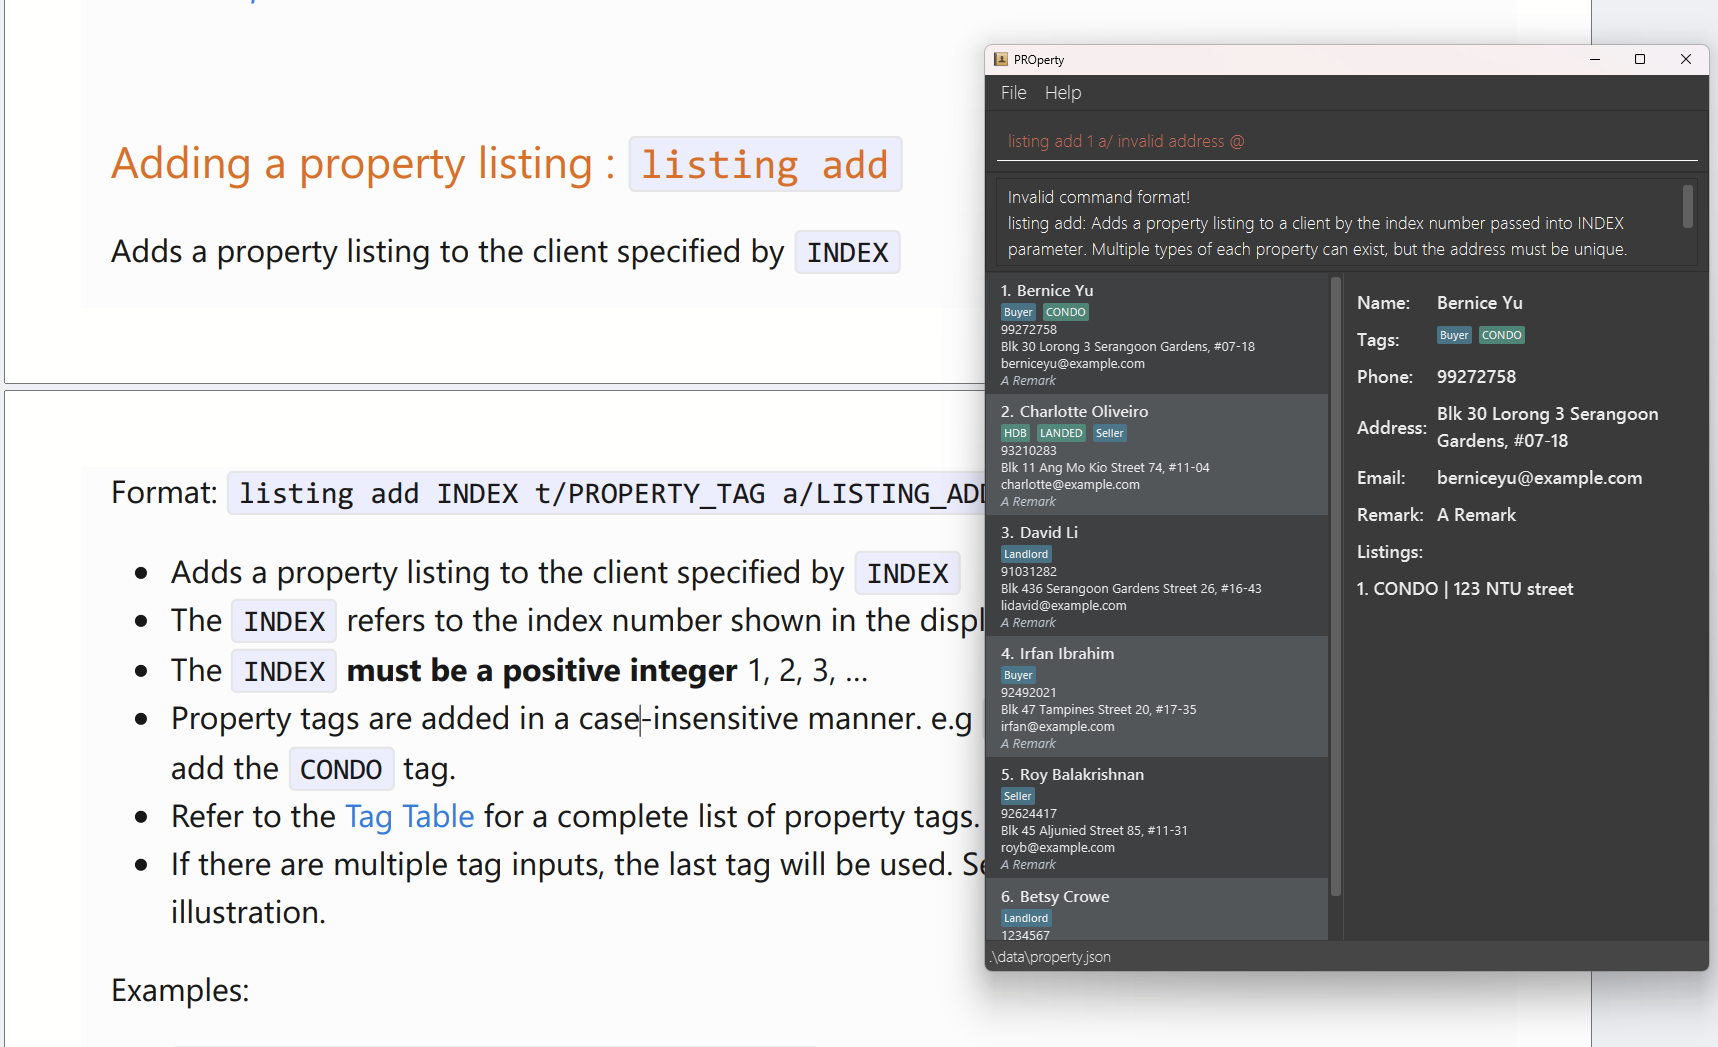 Adding a property listing : listing add
Adds a property listing to the client specified by INDEX
Format: listing add INDEX t/PROPERTY_TAG a/LISTING_ADD
• Adds a property listing to the client specified by INDEX
• The INDEX refers to the index number shown in the displ
• The INDEX must be a positive integer 1, 2, 3, ...
• Property tags are added in a case-insensitive manner. e.g
add the CONDO tag.
• Refer to the Tag Table for a complete list of property tags.
• If there are multiple tag inputs, the last tag will be used. Se
illustration.
Examples:
PROperty
File Help
listing add 1 a/ invalid address @
Invalid command format!
listing add: Adds a property listing to a client by the index number passed into INDEX
parameter. Multiple types of each property can exist, but the address must be unique.
1. Bernice Yu
Buyer CONDO
99272758
Blk 30 Lorong 3 Serangoon Gardens, #07-18
berniceyu@example.com
A Remark
2. Charlotte Oliveiro
HDB LANDED Seller
93210283
Blk 11 Ang Mo Kio Street 74, #11-04
charlotte@example.com
A Remark
3. David Li
Landlord
91031282
Blk 436 Serangoon Gardens Street 26, #16-43
lidavid@example.com
A Remark
4. Irfan Ibrahim
Buyer
92492021
Blk 47 Tampines Street 20, #17-35
irfan@example.com
A Remark
5. Roy Balakrishnan
Seller
92624417
Blk 45 Aljunied Street 85, #11-31
royb@example.com
A Remark
6. Betsy Crowe
Landlord
1234567
Name: Bernice Yu
Tags: Buyer CONDO
Phone: 99272758
Address: Blk 30 Lorong 3 Serangoon
Gardens, #07-18
Email: berniceyu@example.com
Remark: A Remark
Listings:
1. CONDO | 123 NTU street
.\data\property.json